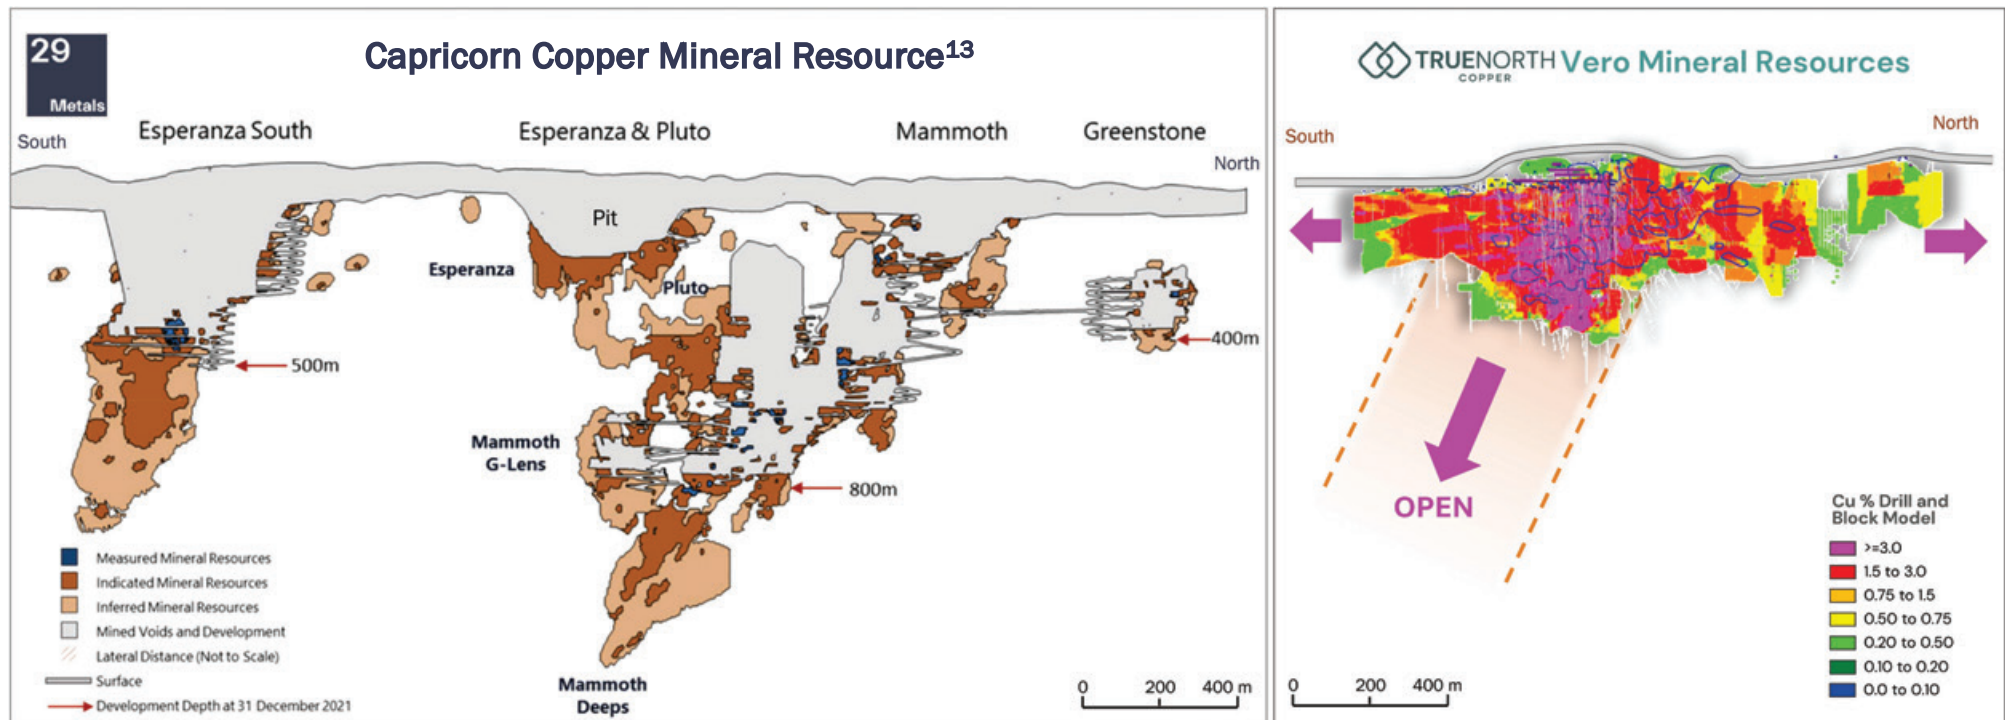 29
Metals
Capricorn Copper Mineral Resource¹³
South
Esperanza South
Esperanza & Pluto
Mammoth
Greenstone
North
Pit
Esperanza
Pluto
500m
400m
Mammoth
G-Lens
800m
Mammoth
Deeps
Measured Mineral Resources
Indicated Mineral Resources
Inferred Mineral Resources
Mined Voids and Development
Lateral Distance (Not to Scale)
Surface
Development Depth at 31 December 2021
0 200 400 m
TRUENORTH
COPPER
Vero Mineral Resources
South
North
OPEN
Cu % Drill and
Block Model
>=3.0
1.5 to 3.0
0.75 to 1.5
0.50 to 0.75
0.20 to 0.50
0.10 to 0.20
0.0 to 0.10
0 200 400 m